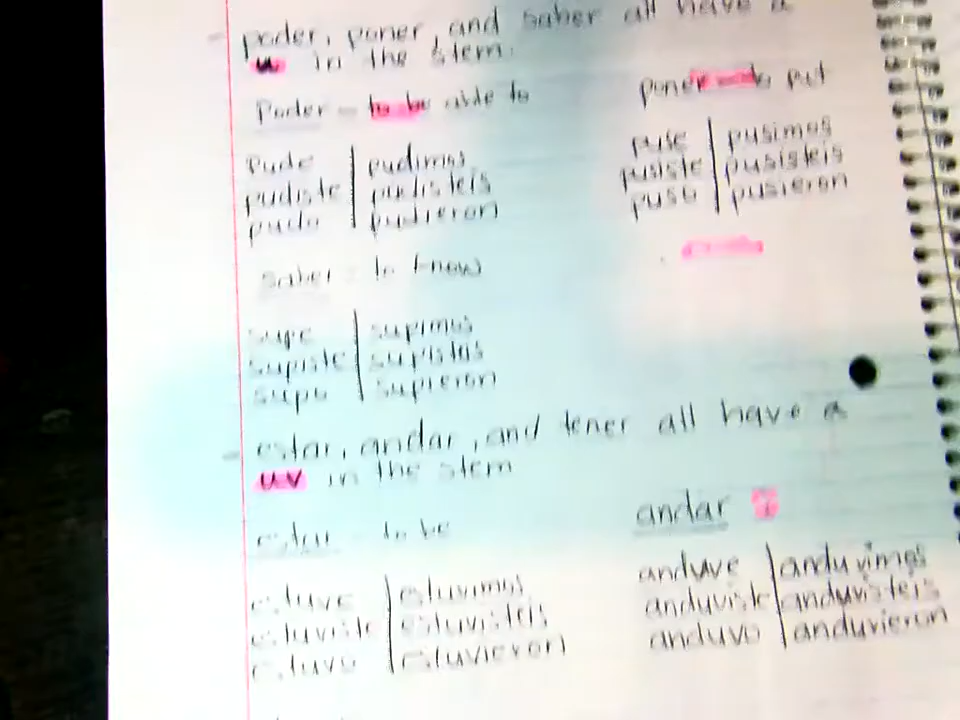 - poder, poner, and saber all have a
u in the stem.
Poder - to be able to
poner - to put
Pude | pudimos
pudiste | pudisteis
pudo | pudieron
puse | pusimos
pusiste | pusisteis
puso | pusieron
saber - to know
supe | supimos
supiste | supisteis
supo | supieron
- estar, andar, and tener all have a
uv in the stem
estar to be
andar
estuve | estuvimos
estuviste | estuvisteis
estuvo | estuvieron
anduve | anduvimos
anduviste | anduvisteis
anduvo | anduvieron